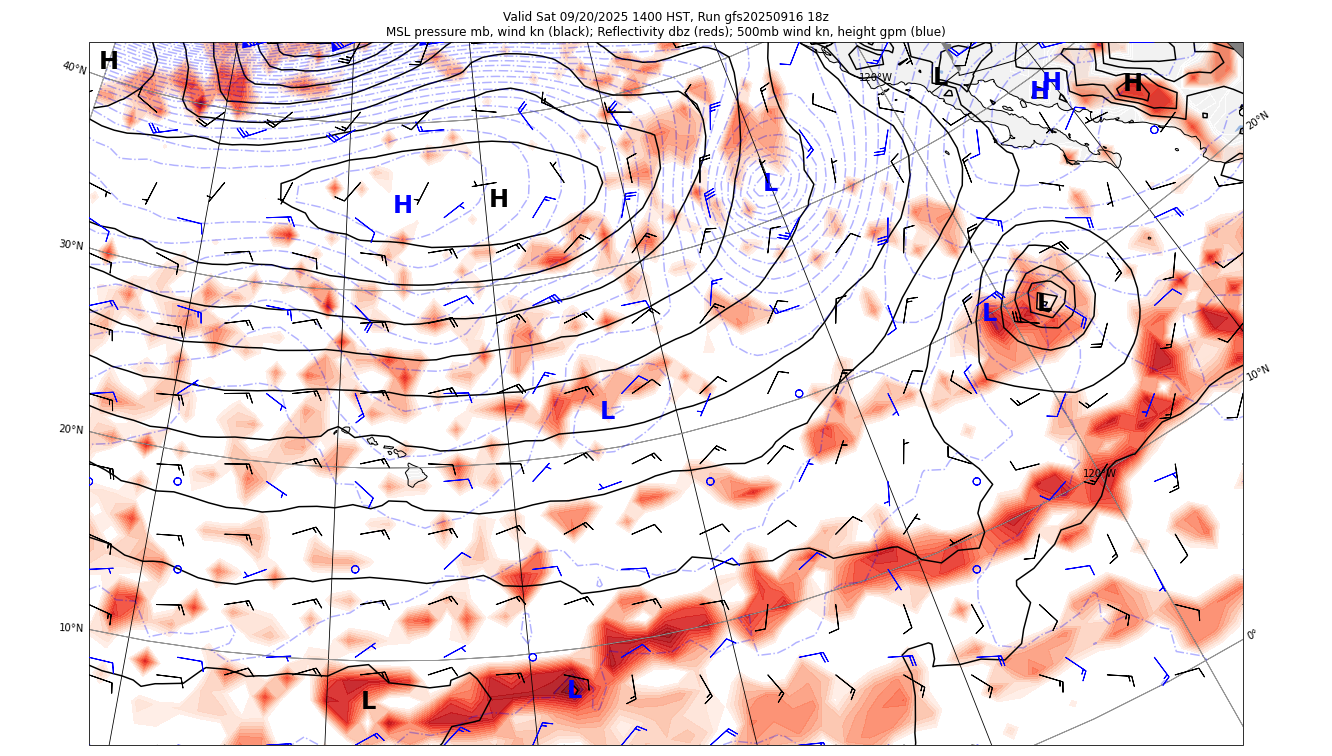 Valid Sat 09/20/2025 1400 HST, Run gfs20250916 18z
MSL pressure mb, wind kn (black); Reflectivity dbz (reds); 500mb wind kn, height gpm (blue)
H
40°N
120°W
L
H
H
H
20°N
L
H
H
30°N
L
L
10°N
L
20°N
120°W
10°N
0°
L
L